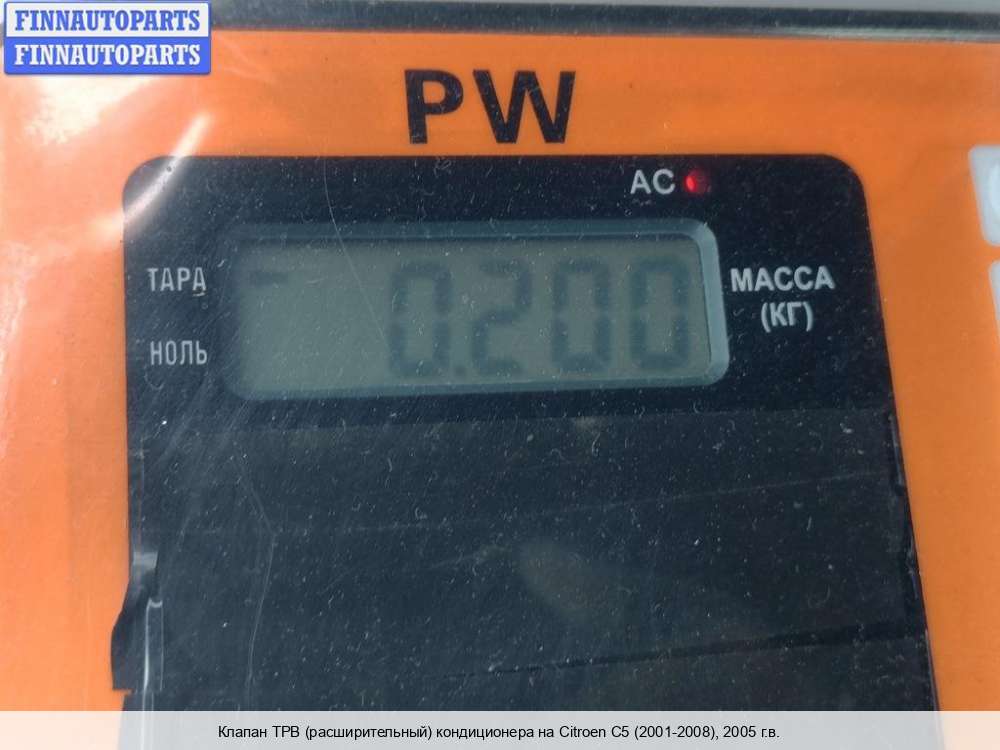 FINNAUTOPARTS
FINNAUTOPARTS
PW
AC
ТАРА
0.200
МАССА
(КГ)
НОЛЬ
Клапан ТРВ (расширительный) кондиционера на Citroen C5 (2001-2008), 2005 г.в.